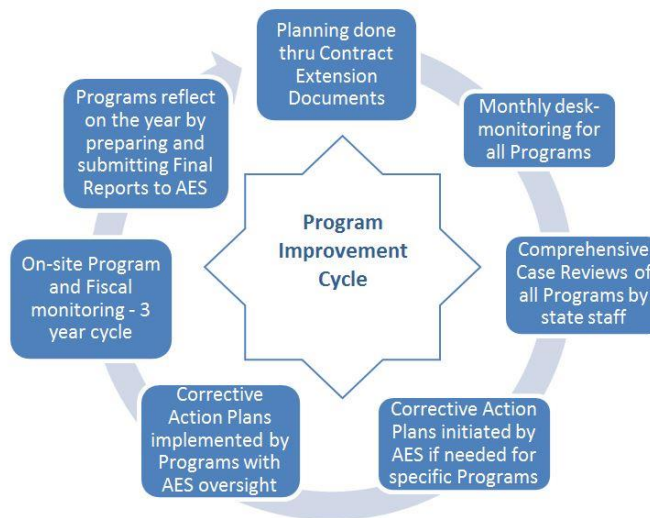 Planning done
thru Contract
Extension
Documents
Monthly desk-
monitoring for
all Programs
Comprehensive
Case Reviews of
all Programs by
state staff
Corrective Action
Plans initiated by
AES if needed for
specific Programs
Corrective
Action Plans
implemented by
Programs with
AES oversight
On-site Program
and Fiscal
monitoring - 3
year cycle
Programs reflect
on the year by
preparing and
submitting Final
Reports to AES
Program
Improvement
Cycle